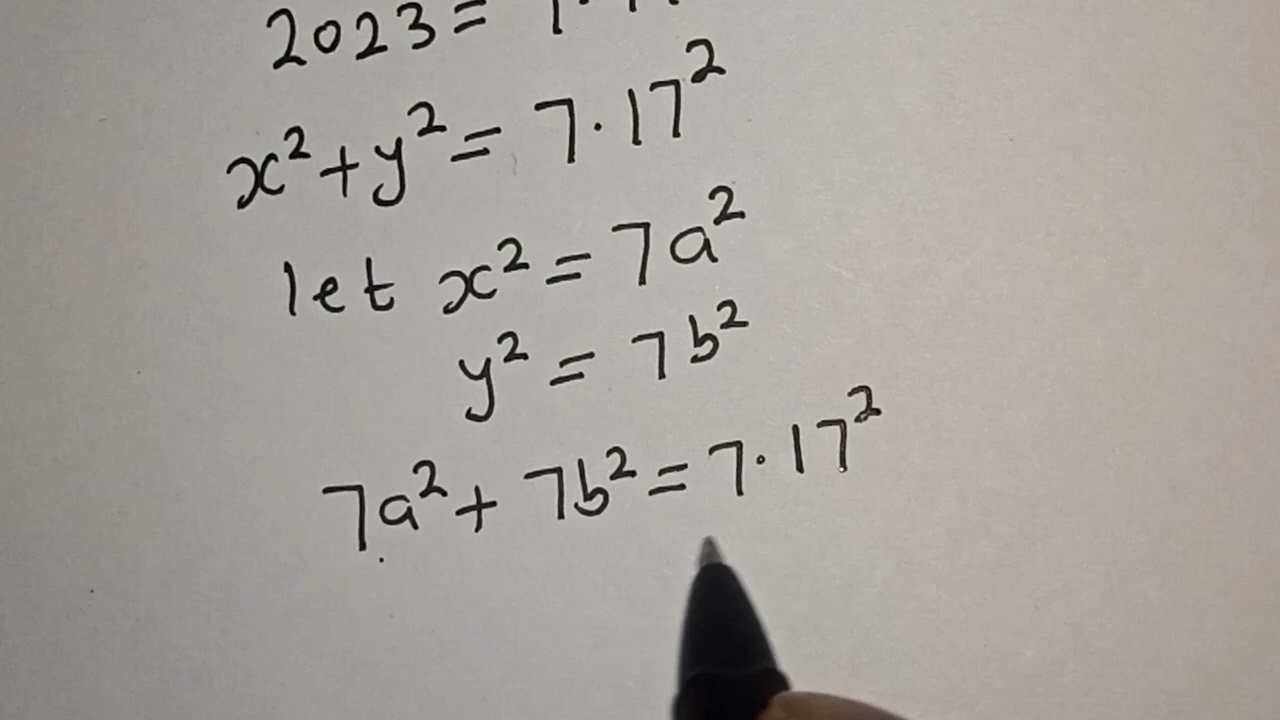 2023 =
x² + y² = 7·17²
let x² = 7a²
y² = 7b²
7a² + 7b² = 7·17²